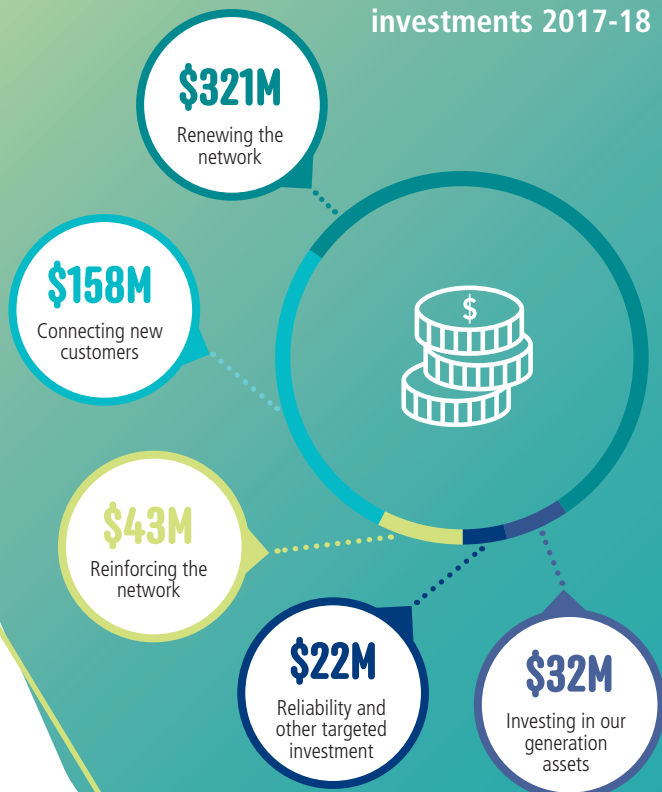 investments 2017-18
$321M
Renewing the
network
$158M
Connecting new
customers
$
$43M
Reinforcing the
network
$22M
Reliability and
other targeted
investment
$32M
Investing in our
generation
assets